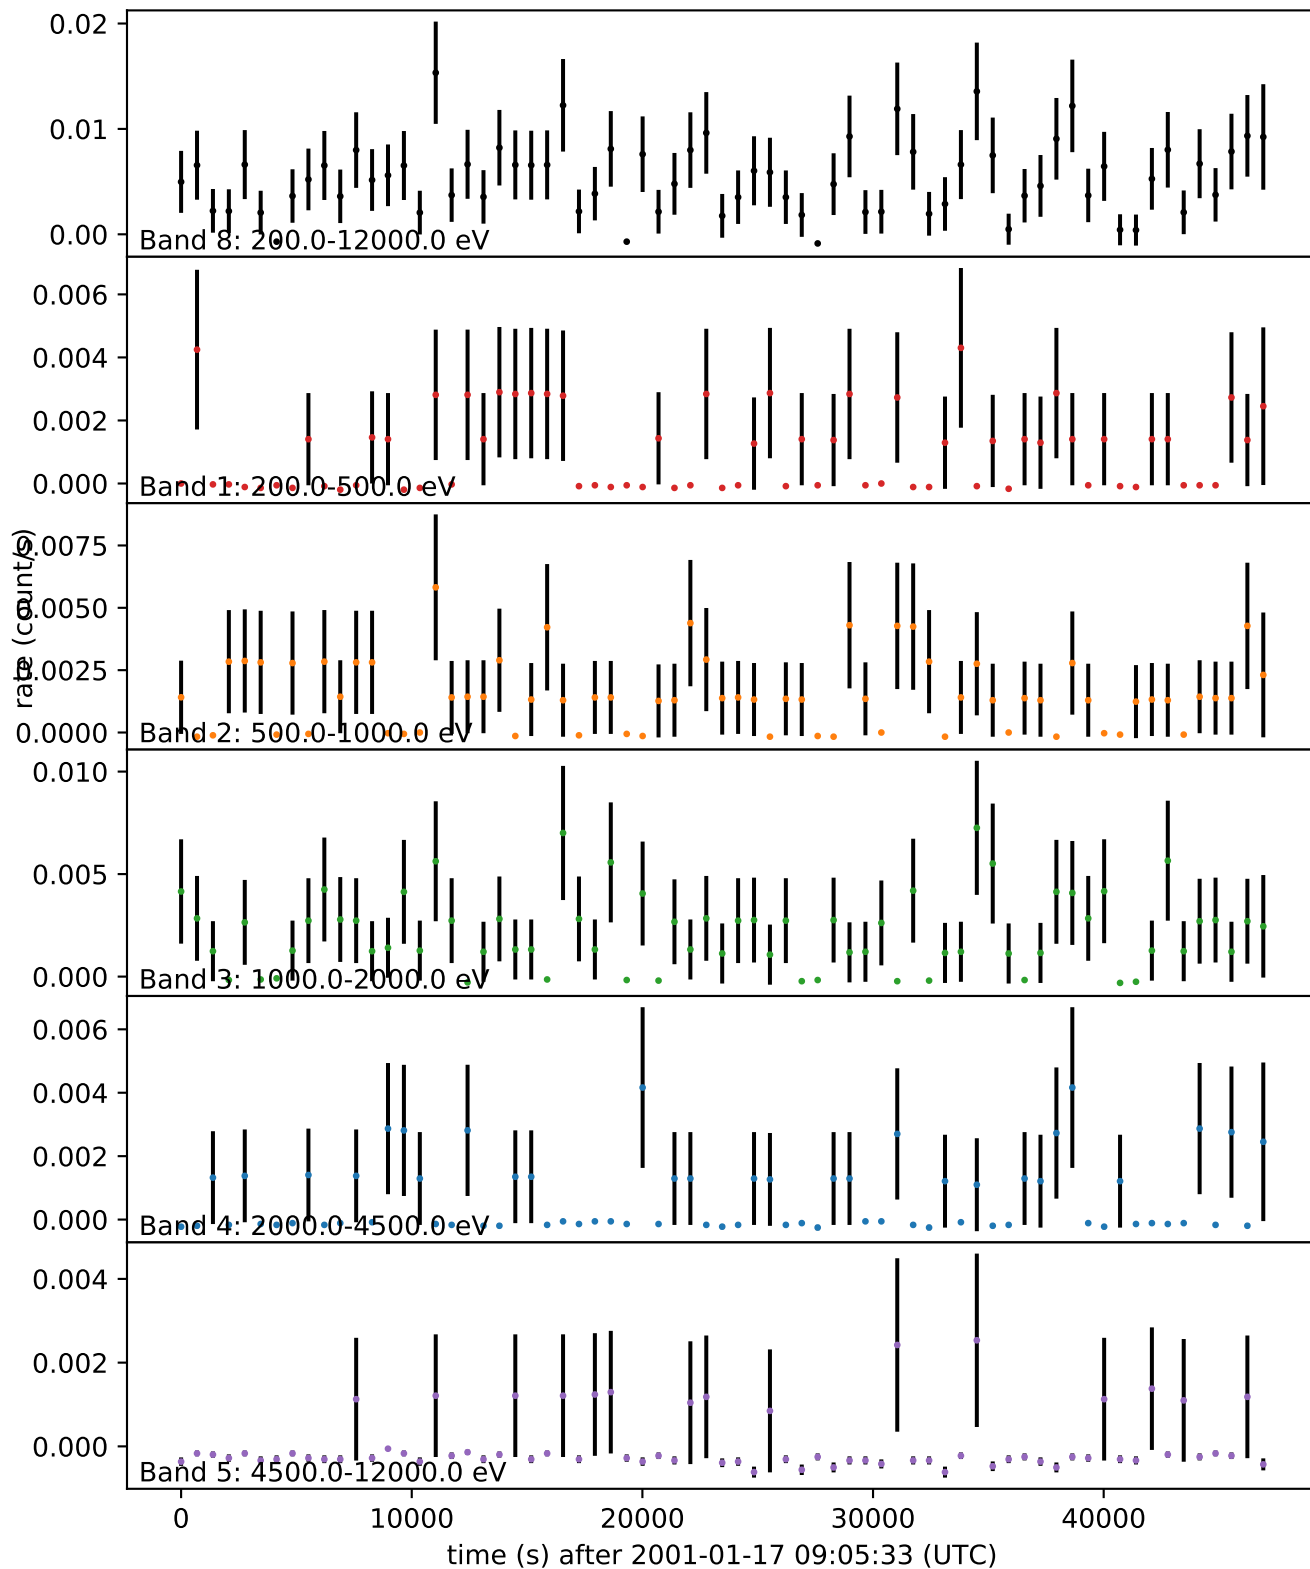 0.02
0.01
0.00
Band 8: 200.0-12000.0 eV
0.006
0.004
0.002
0.000
Band 1: 200.0-500.0 eV
rate (count/s)
0.0075
0.0050
0.0025
0.0000
Band 2: 500.0-1000.0 eV
0.010
0.005
0.000
Band 3: 1000.0-2000.0 eV
0.006
0.004
0.002
0.000
Band 4: 2000.0-4500.0 eV
0.004
0.002
0.000
Band 5: 4500.0-12000.0 eV
0 10000 20000 30000 40000
time (s) after 2001-01-17 09:05:33 (UTC)